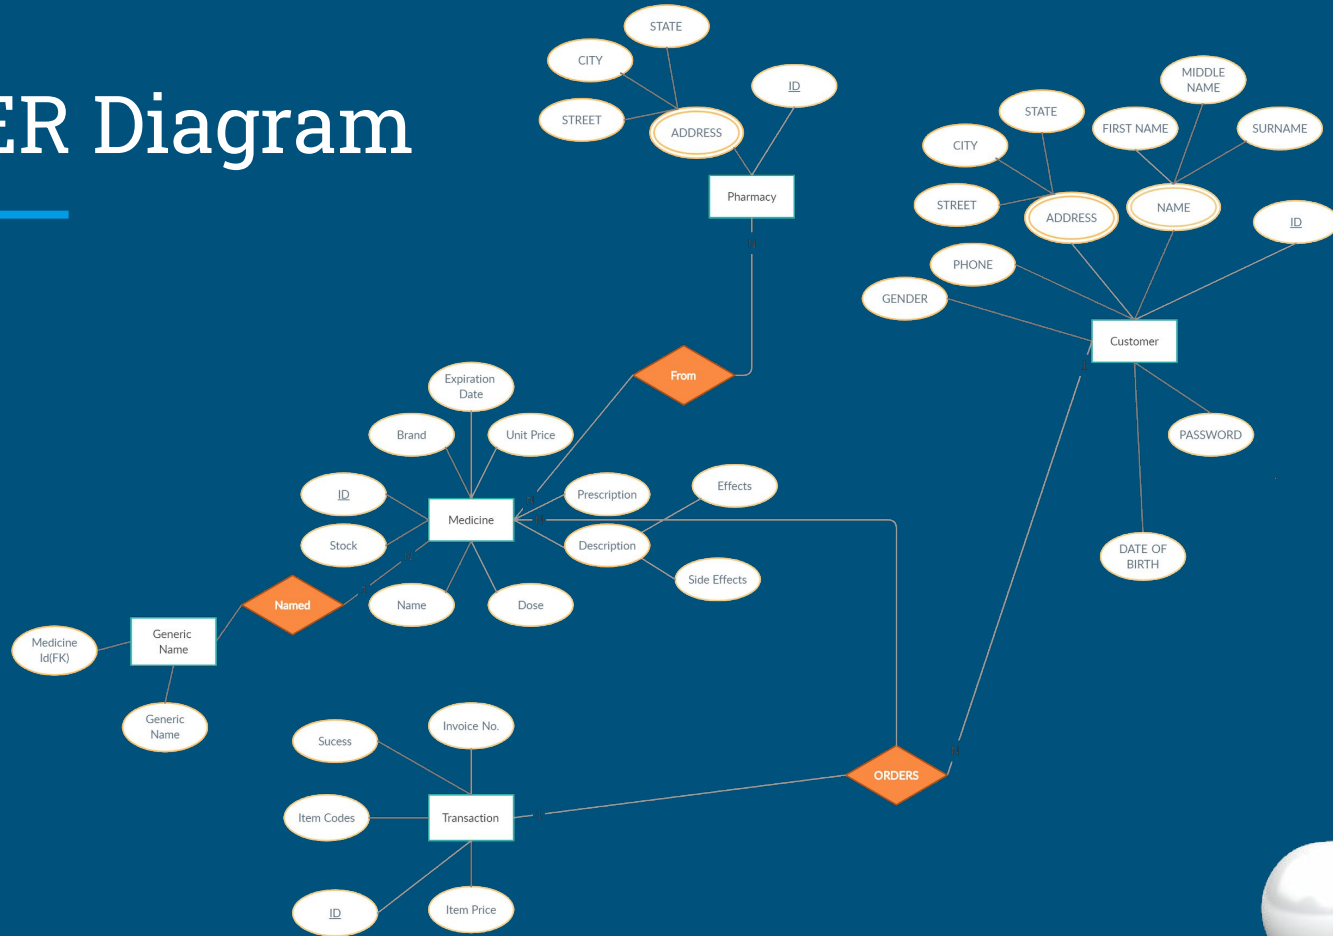 ER Diagram
STATE
CITY
STREET
ADDRESS
ID
Pharmacy
MIDDLE
NAME
STATE
FIRST NAME
SURNAME
CITY
STREET
ADDRESS
NAME
ID
PHONE
GENDER
Customer
PASSWORD
DATE OF
BIRTH
From
Expiration
Date
Brand
Unit Price
ID
Prescription
Effects
Medicine
Stock
Description
Side Effects
Name
Dose
Named
Generic
Name
Medicine
Id(FK)
Generic
Name
Invoice No.
Sucess
ORDERS
Item Codes
Transaction
ID
Item Price